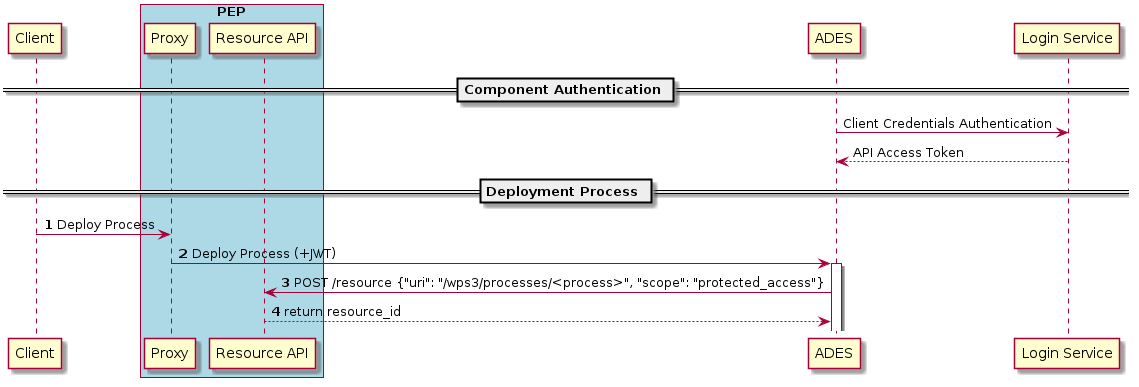 PEP
Client
Proxy
Resource API
ADES
Login Service
Component Authentication
Client Credentials Authentication
API Access Token
Deployment Process
1 Deploy Process
2 Deploy Process (+JWT)
3 POST /resource {"uri": "/wps3/processes/<process>", "scope": "protected_access"}
4 return resource_id
Client
Proxy
Resource API
ADES
Login Service